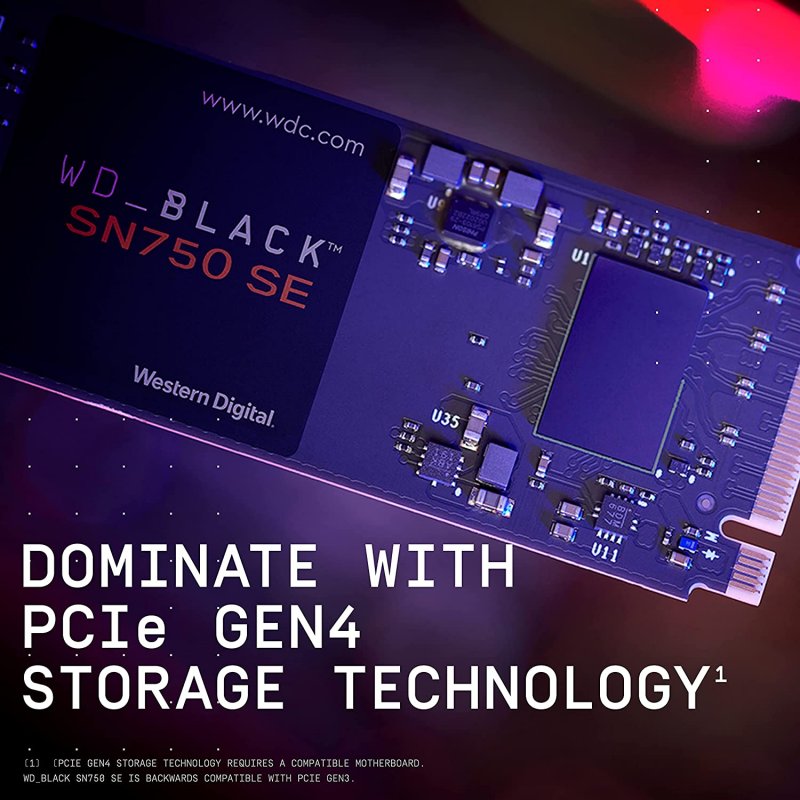 www.wdc.com
WD_BLACK™
SN750 SE
Western Digital
U1
U35
U11
DOMINATE WITH
PCIe GEN4
STORAGE TECHNOLOGY¹
(1) (PCIE GEN4 STORAGE TECHNOLOGY REQUIRES A COMPATIBLE MOTHERBOARD.
WD_BLACK SN750 SE IS BACKWARDS COMPATIBLE WITH PCIE GEN3.